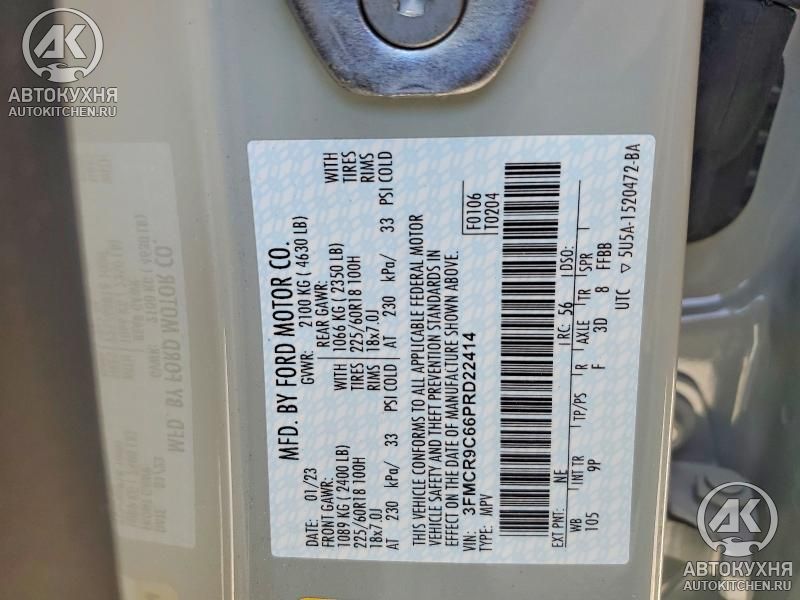 АК
АВТОКУХНЯ
AUTOKITCHEN.RU
MFD. BY FORD MOTOR CO.
DATE: 01/23
GVWR: 2100 KG ( 4630 LB)
FRONT GAWR:
REAR GAWR:
1089 KG ( 2400 LB) WITH
1066 KG ( 2350 LB) WITH
225/60R18 100H TIRES
225/60R18 100H TIRES
18x7.0J RIMS
18x7.0J RIMS
AT 230 kPa/ 33 PSI COLD
AT 230 kPa/ 33 PSI COLD
THIS VEHICLE CONFORMS TO ALL APPLICABLE FEDERAL MOTOR
VEHICLE SAFETY AND THEFT PREVENTION STANDARDS IN
EFFECT ON THE DATE OF MANUFACTURE SHOWN ABOVE.
VIN: 3FMCR9C66PRD22414
TYPE: MPV
F0106
T0204
EXT PNT: NE RC: 56 DSO:
WB INT TR TP/PS R AXLE TR SPR
105 9P F 3D 8 FFBB
UTC ▽ 5U5A-1520472-BA
АК
АВТОКУХНЯ
AUTOKITCHEN.RU